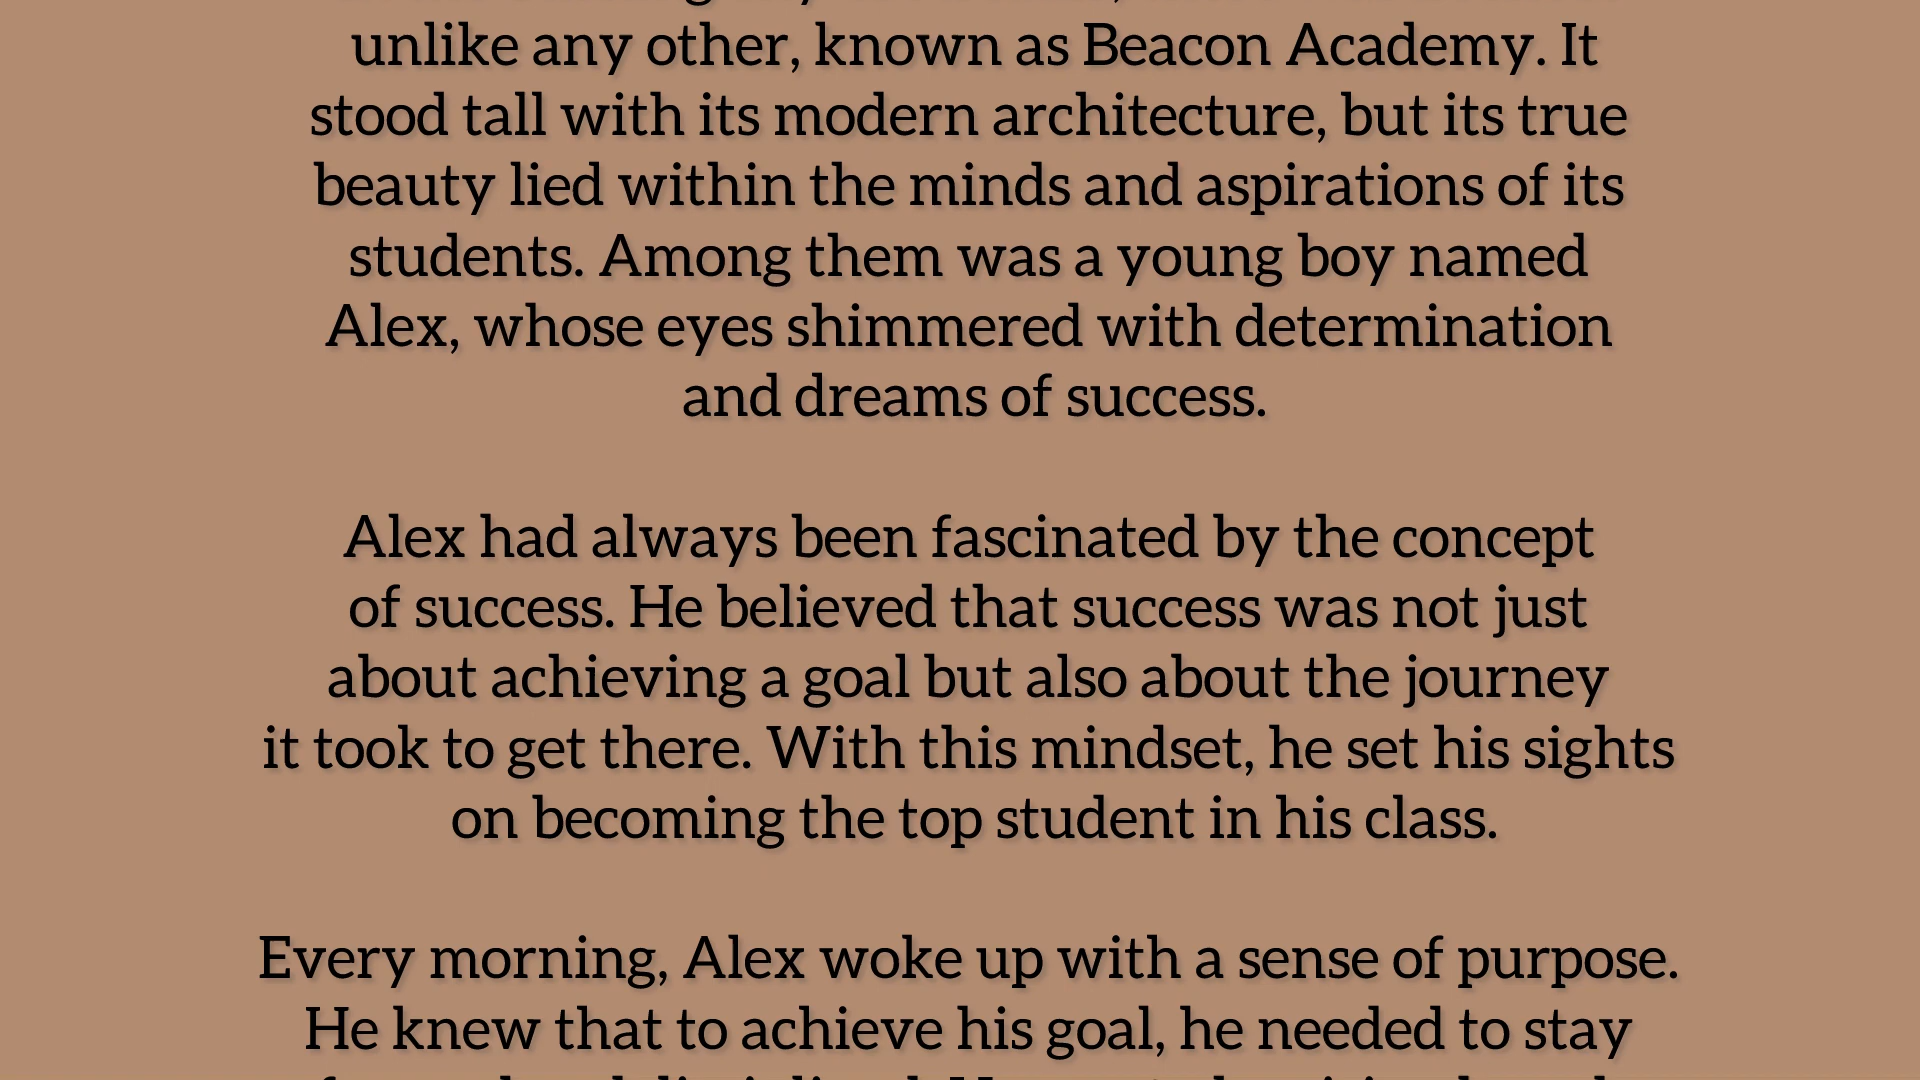 unlike any other, known as Beacon Academy. It
stood tall with its modern architecture, but its true
beauty lied within the minds and aspirations of its
students. Among them was a young boy named
Alex, whose eyes shimmered with determination
and dreams of success.
Alex had always been fascinated by the concept
of success. He believed that success was not just
about achieving a goal but also about the journey
it took to get there. With this mindset, he set his sights
on becoming the top student in his class.
Every morning, Alex woke up with a sense of purpose.
He knew that to achieve his goal, he needed to stay